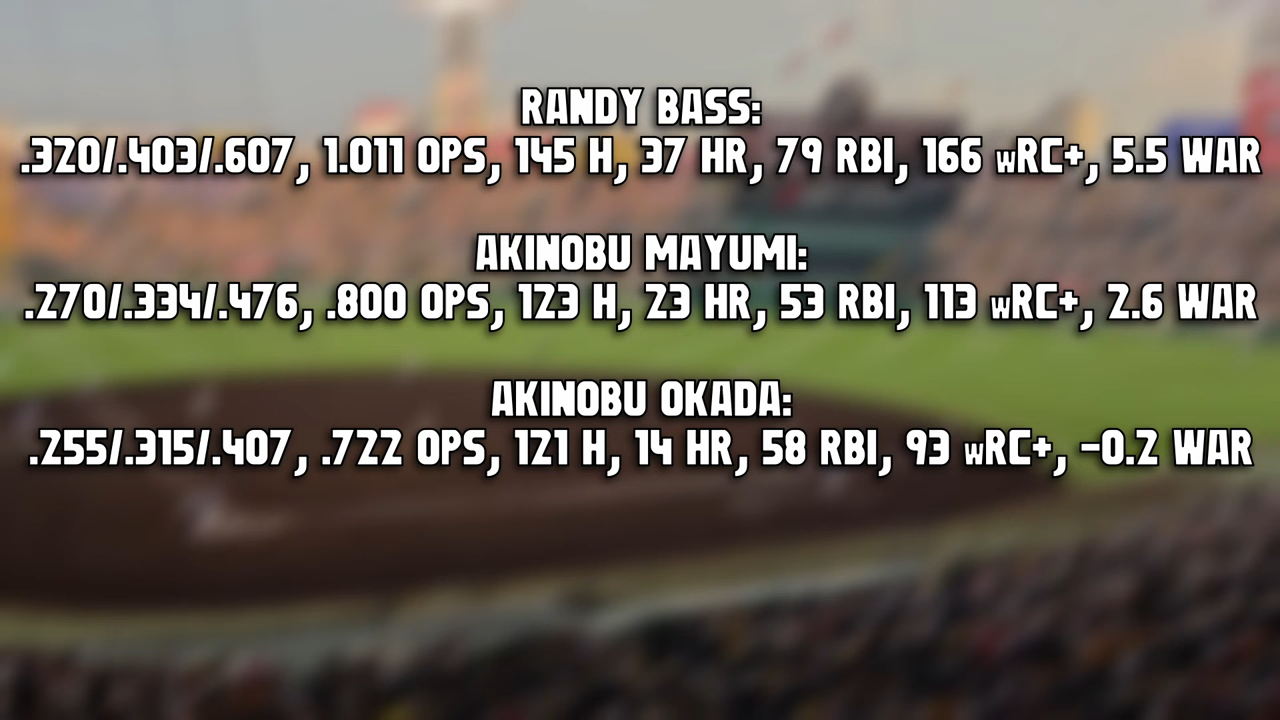 RANDY BASS:
.320/.403/.607, 1.011 OPS, 145 H, 37 HR, 79 RBI, 166 wRC+, 5.5 WAR
AKINOBU MAYUMI:
.270/.334/.476, .800 OPS, 123 H, 23 HR, 53 RBI, 113 wRC+, 2.6 WAR
AKINOBU OKADA:
.255/.315/.407, .722 OPS, 121 H, 14 HR, 58 RBI, 93 wRC+, -0.2 WAR